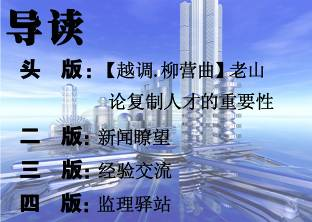 导读
头 版：【越调.柳营曲】老山
论复制人才的重要性
二 版：新闻瞭望
三 版：经验交流
四 版：监理驿站